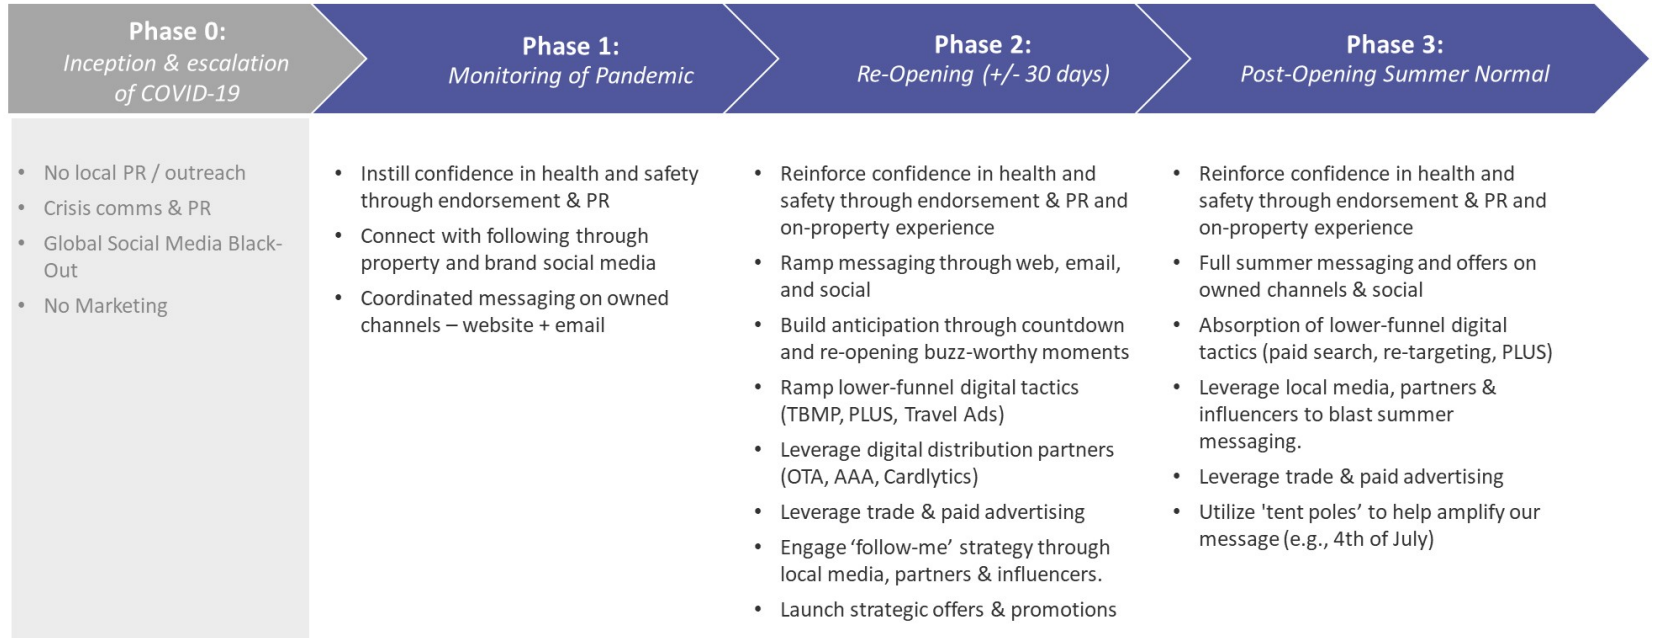 Phase 0:
Inception & escalation
of COVID-19
• No local PR / outreach
• Crisis comms & PR
• Global Social Media Black-
Out
• No Marketing
Phase 1:
Monitoring of Pandemic
• Instill confidence in health and safety
through endorsement & PR
• Connect with following through
property and brand social media
• Coordinated messaging on owned
channels – website + email
Phase 2:
Re-Opening (+/- 30 days)
• Reinforce confidence in health and
safety through endorsement & PR and
on-property experience
• Ramp messaging through web, email,
and social
• Build anticipation through countdown
and re-opening buzz-worthy moments
• Ramp lower-funnel digital tactics
(TBMP, PLUS, Travel Ads)
• Leverage digital distribution partners
(OTA, AAA, Cardlytics)
• Leverage trade & paid advertising
• Engage ‘follow-me’ strategy through
local media, partners & influencers.
• Launch strategic offers & promotions
Phase 3:
Post-Opening Summer Normal
• Reinforce confidence in health and
safety through endorsement & PR and
on-property experience
• Full summer messaging and offers on
owned channels & social
• Absorption of lower-funnel digital
tactics (paid search, re-targeting, PLUS)
• Leverage local media, partners &
influencers to blast summer
messaging.
• Leverage trade & paid advertising
• Utilize 'tent poles’ to help amplify our
message (e.g., 4th of July)